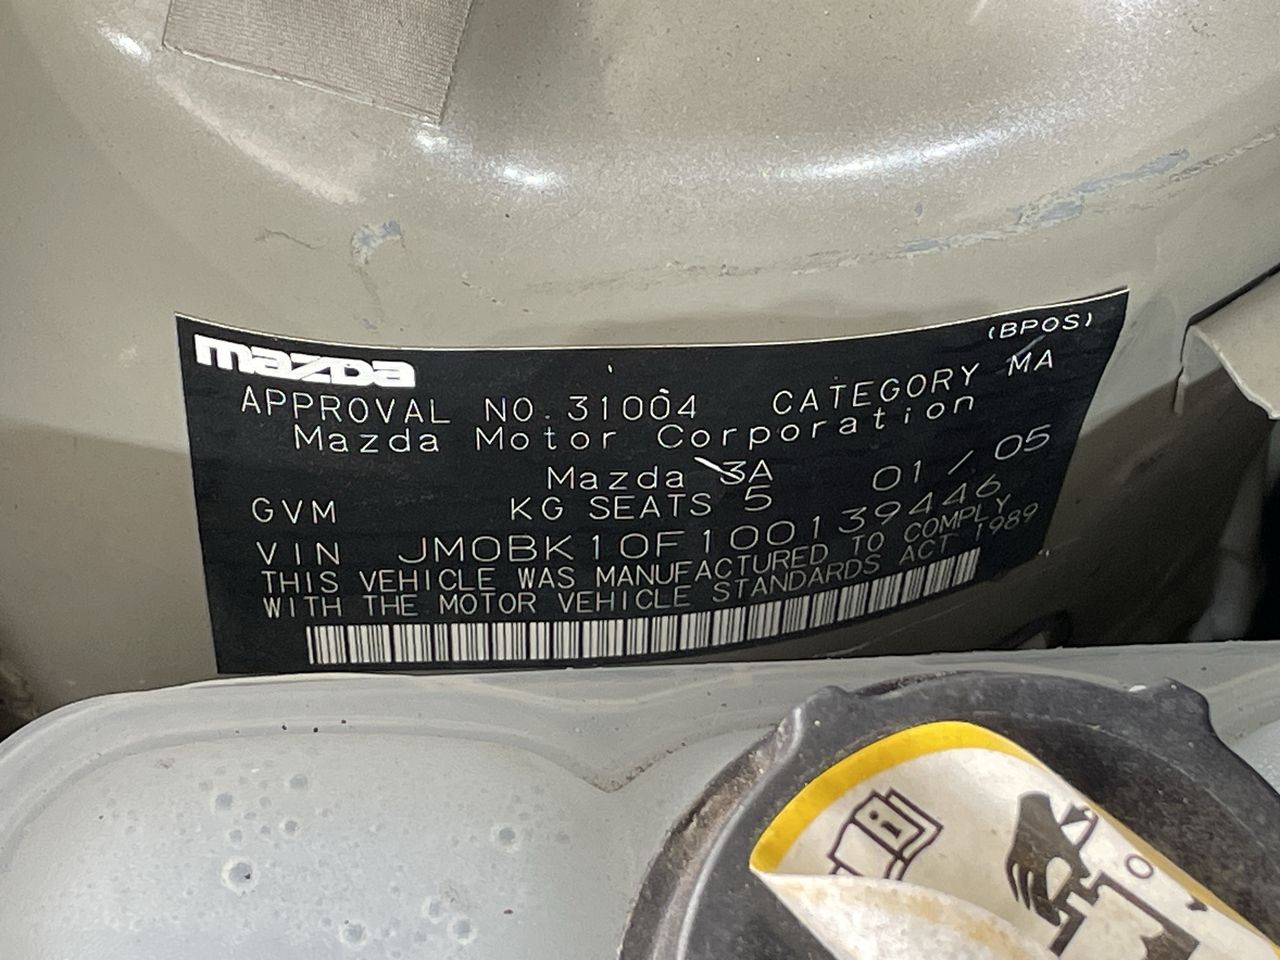 mazda
(BPOS)
APPROVAL NO. 31004 CATEGORY MA
Mazda Motor Corporation
Mazda 3A 01 / 05
GVM KG SEATS 5
VIN JM0BK10F100139446
THIS VEHICLE WAS MANUFACTURED TO COMPLY
WITH THE MOTOR VEHICLE STANDARDS ACT 1989